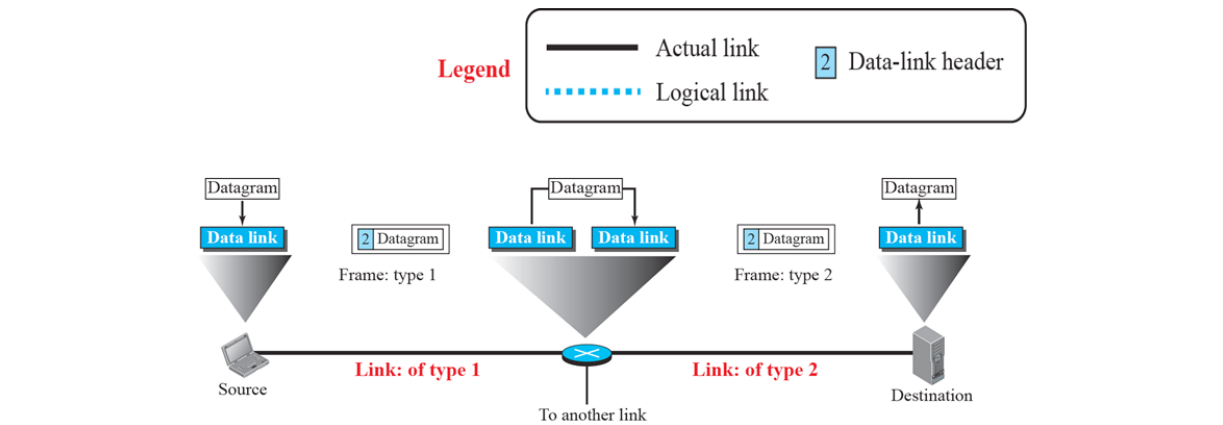 Legend
Actual link
Logical link
2 Data-link header
Datagram
Datagram
Datagram
Data link
2 Datagram
Data link
Data link
2 Datagram
Data link
Frame: type 1
Frame: type 2
Link: of type 1
Link: of type 2
Source
Destination
To another link